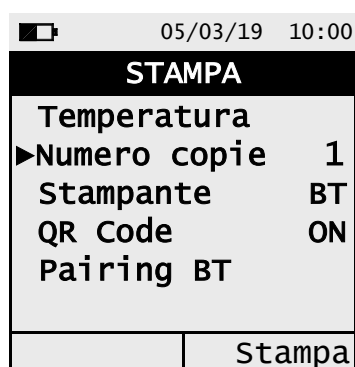 05/03/19 10:00
STAMPA
Temperatura
►Numero copie 1
Stampante BT
QR Code ON
Pairing BT
Stampa